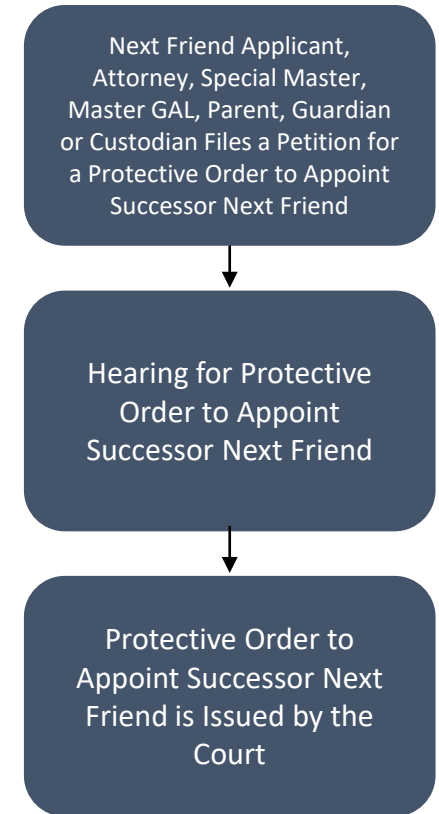 Next Friend Applicant,
Attorney, Special Master,
Master GAL, Parent, Guardian
or Custodian Files a Petition for
a Protective Order to Appoint
Successor Next Friend
Hearing for Protective
Order to Appoint
Successor Next Friend
Protective Order to
Appoint Successor Next
Friend is Issued by the
Court